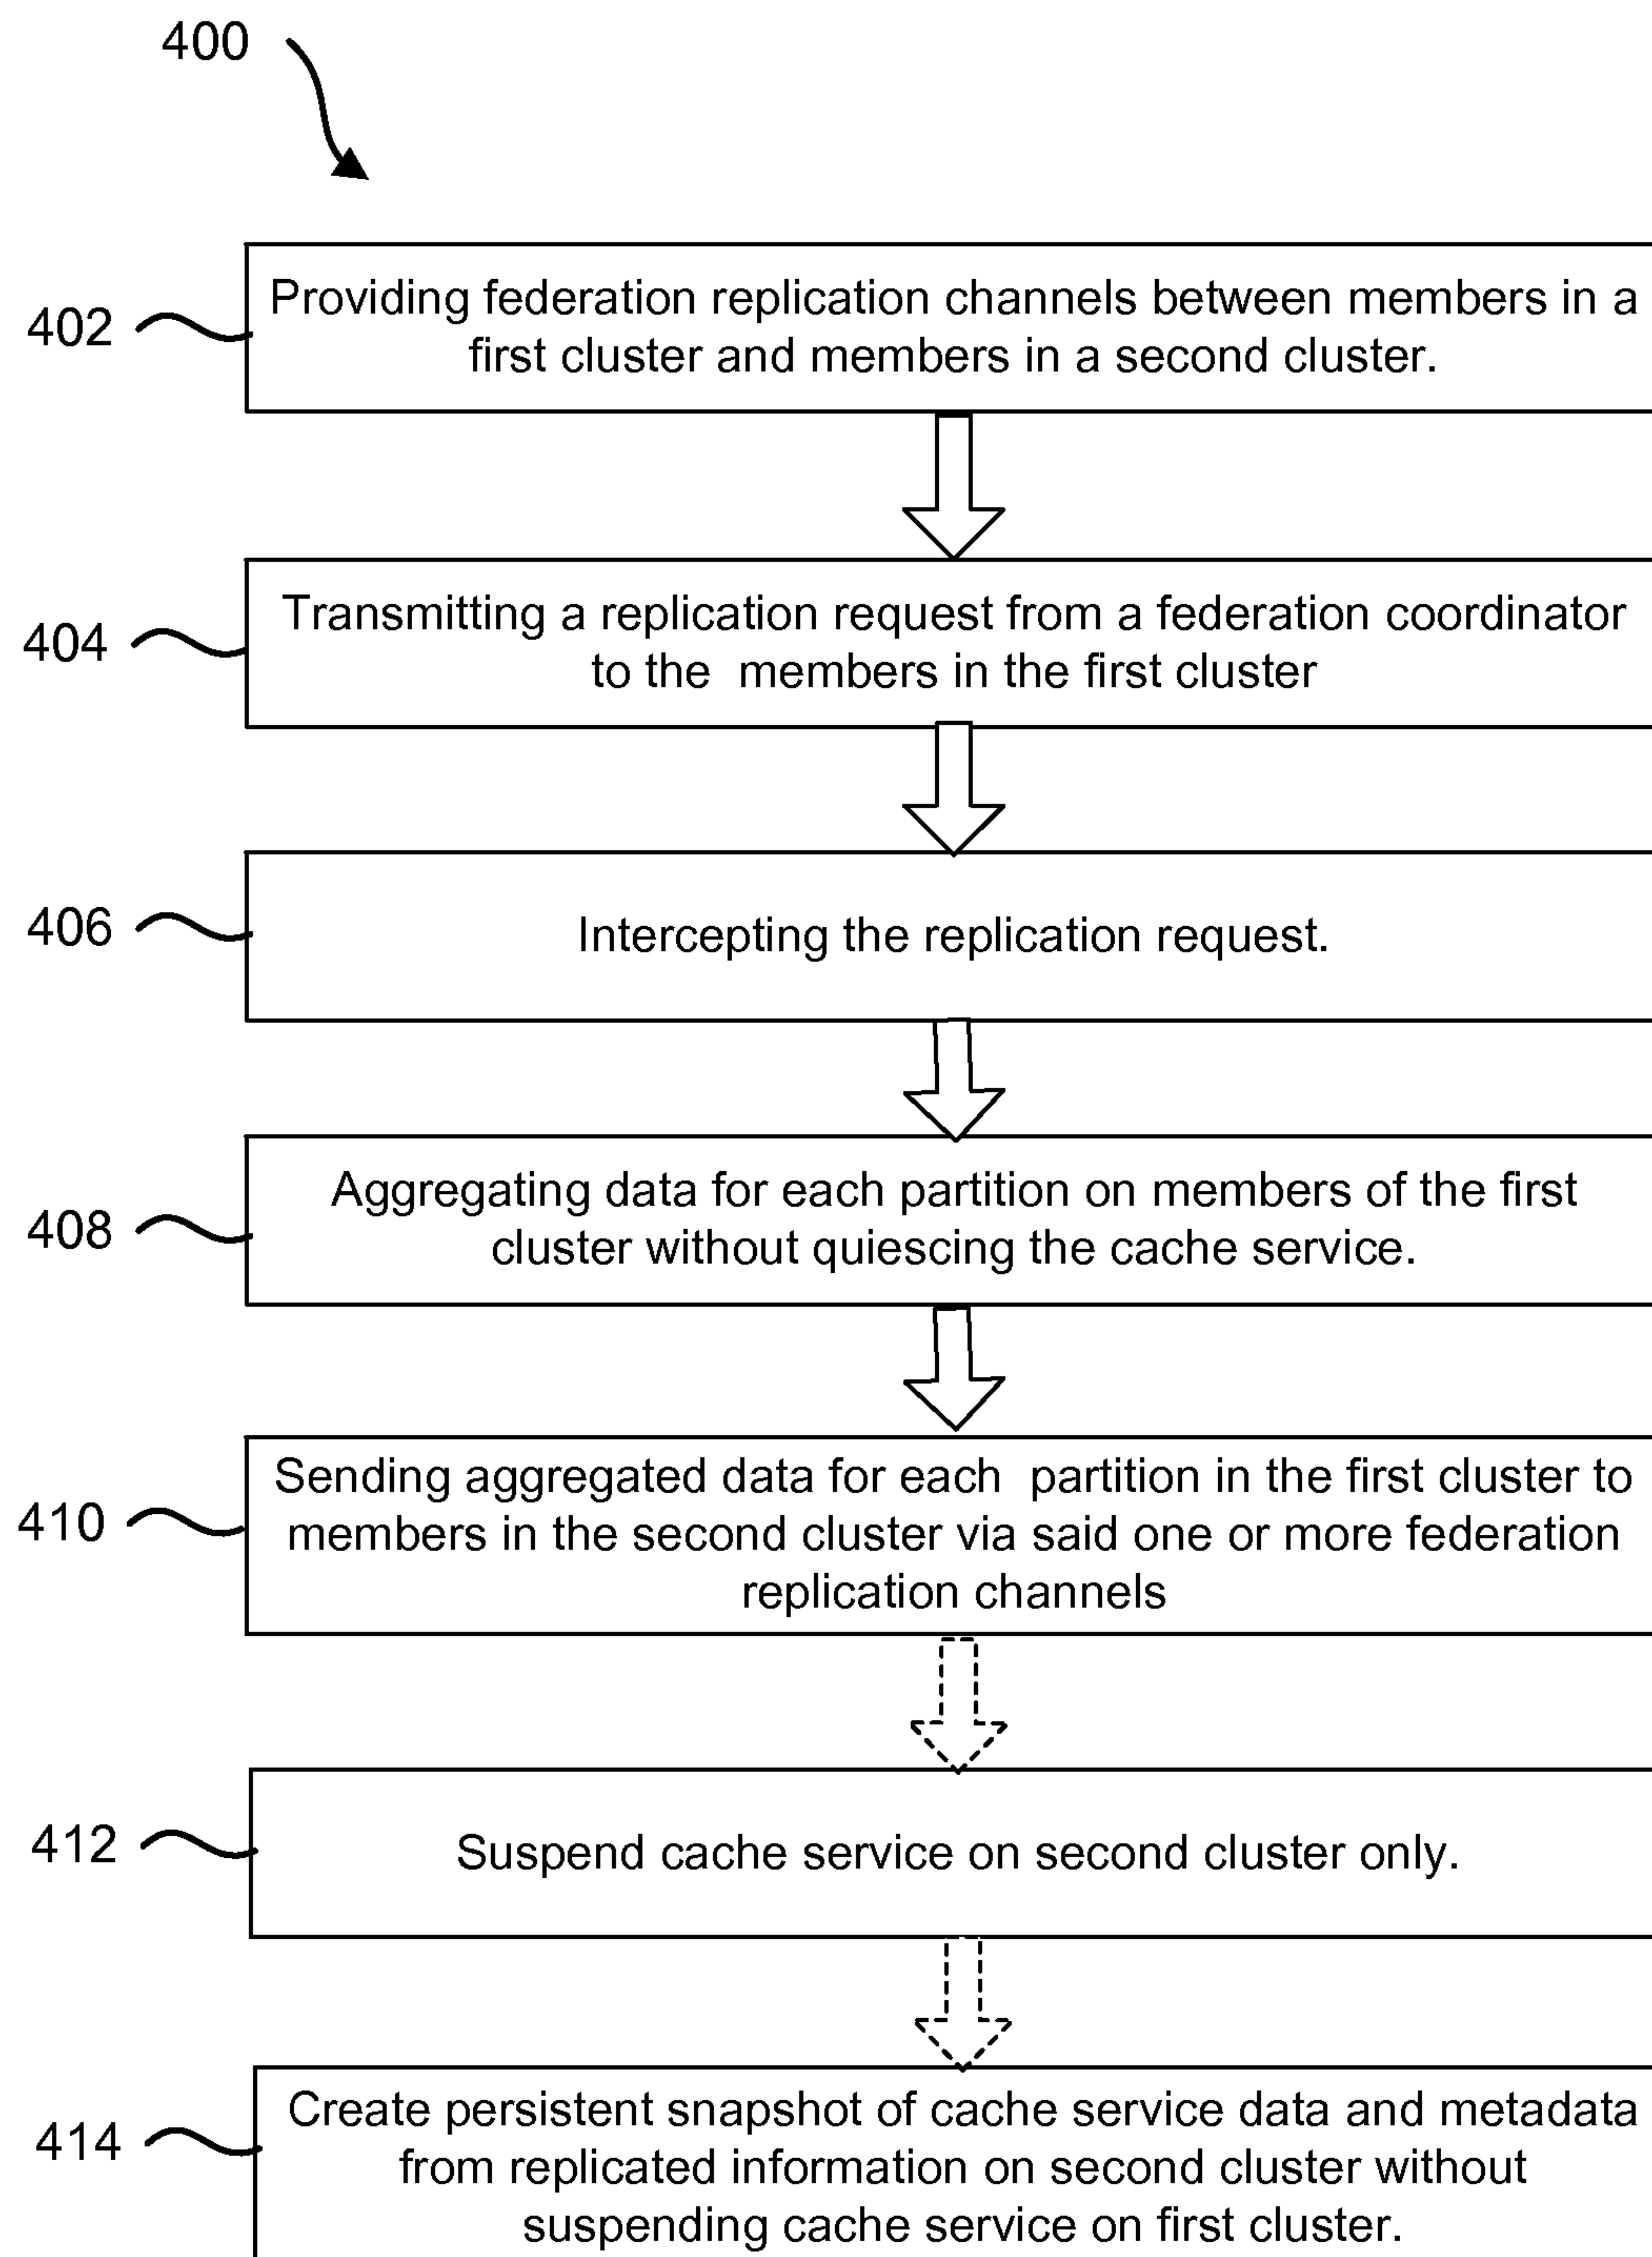 400
402
Providing federation replication channels between members in a
first cluster and members in a second cluster.
404
Transmitting a replication request from a federation coordinator
to the  members in the first cluster
406
Intercepting the replication request.
408
Aggregating data for each partition on members of the first
cluster without quiescing the cache service.
410
Sending aggregated data for each  partition in the first cluster to
members in the second cluster via said one or more federation
replication channels
412
Suspend cache service on second cluster only.
414
Create persistent snapshot of cache service data and metadata
from replicated information on second cluster without
suspending cache service on first cluster.